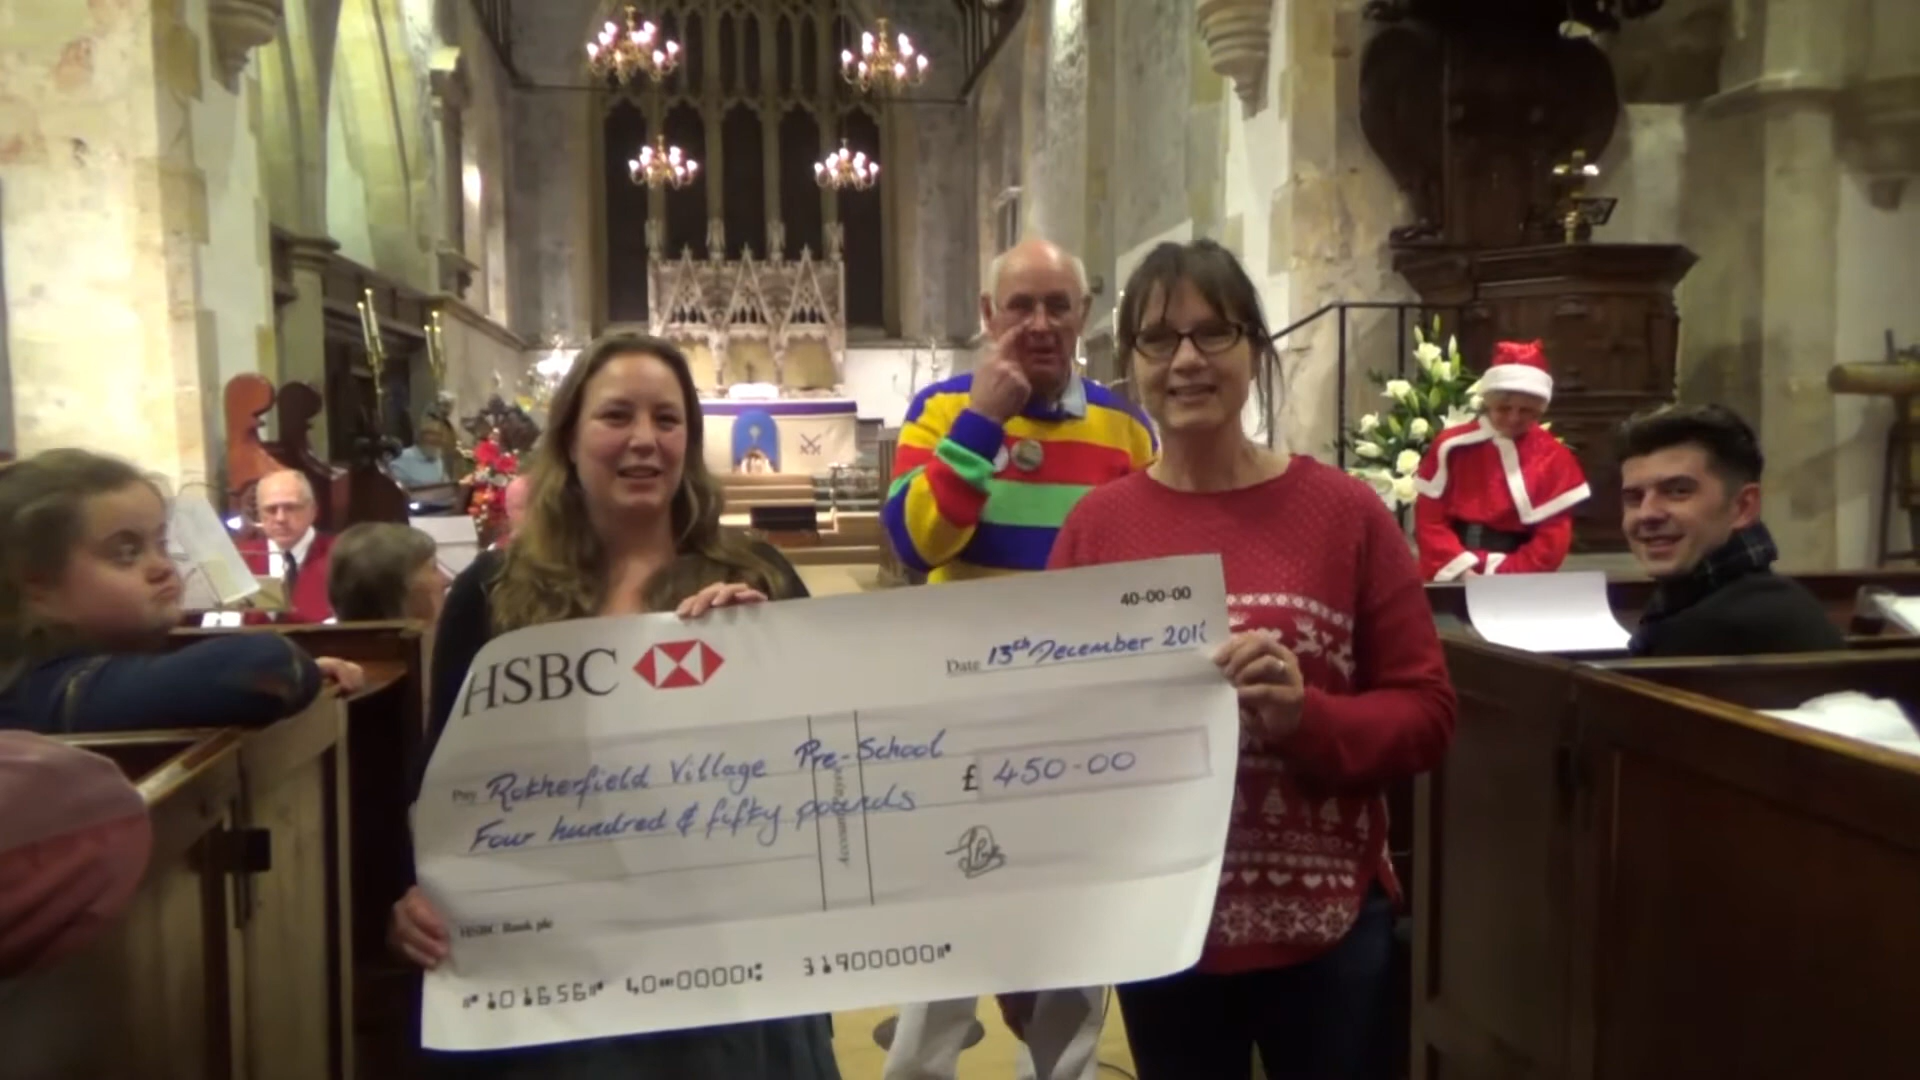 40-00-00
HSBC
Date 13th December 201
Pay Rotherfield Village Pre-School
Four hundred & fifty pounds
£ 450-00
HSBC Bank plc
"101656" 40-0000: 31900000"